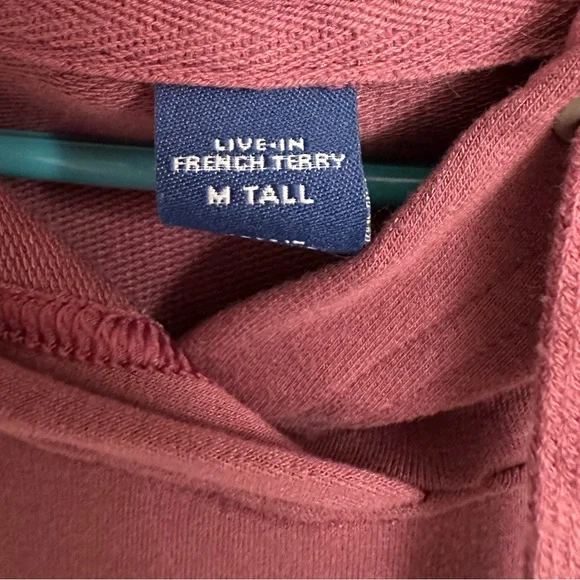 LIVE-IN
FRENCH TERRY
M TALL